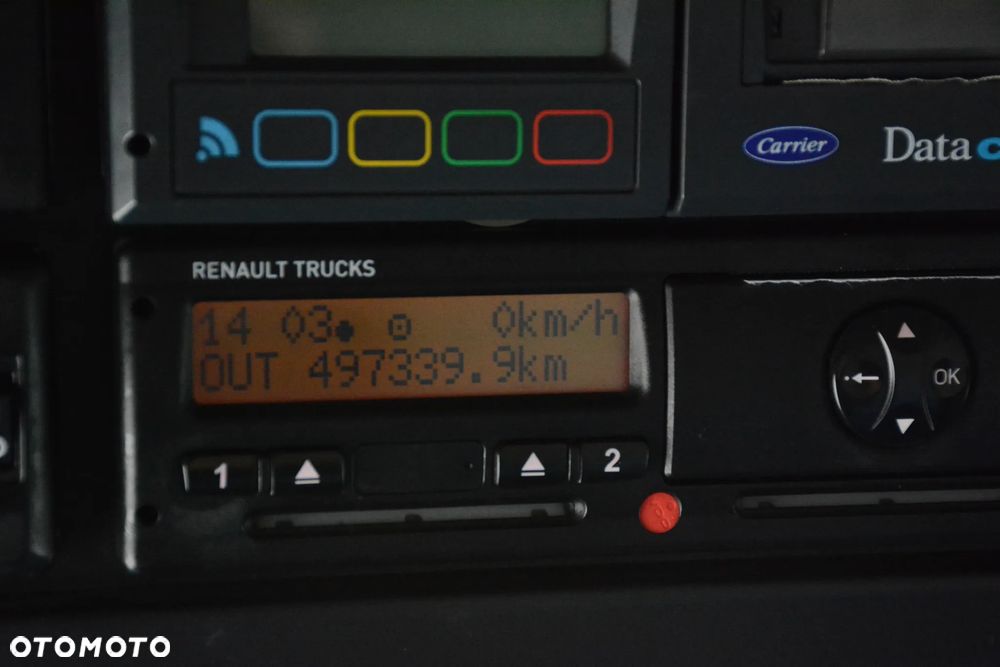 Carrier
Data
RENAULT TRUCKS
14 03 0km/h
OUT 497339.9km
OK
1
2
OTOMOTO